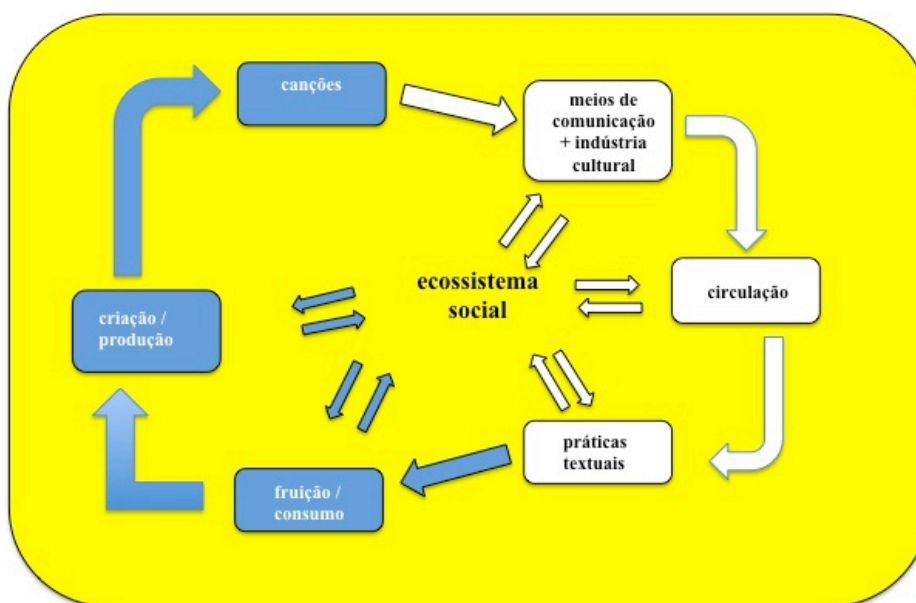 canções
meios de
comunicação
+ indústria
cultural
ecossistema
social
circulação
criação /
produção
práticas
textuais
fruição /
consumo